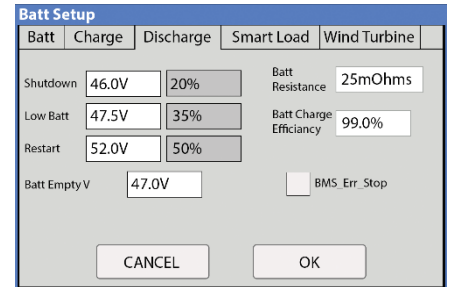 Batt Setup
Batt Charge Discharge Smart Load Wind Turbine
Shutdown 46.0V 20% Batt Resistance 25mOhms
Low Batt 47.5V 35% Batt Charge Efficiancy 99.0%
Restart 52.0V 50%
Batt Empty V 47.0V BMS_Err_Stop
CANCEL OK